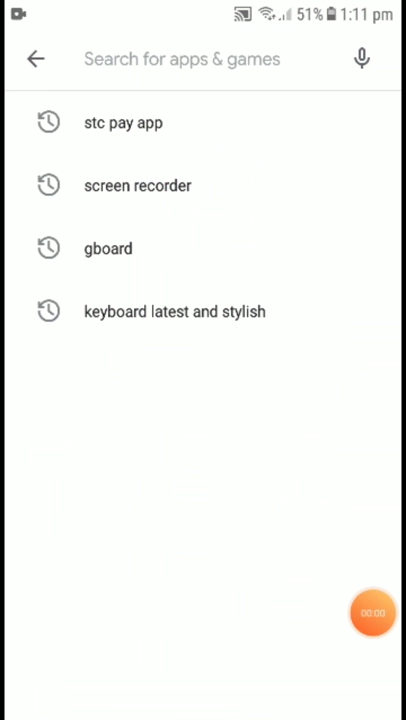 51% 1:11 pm
Search for apps & games
stc pay app
screen recorder
gboard
keyboard latest and stylish
00:00